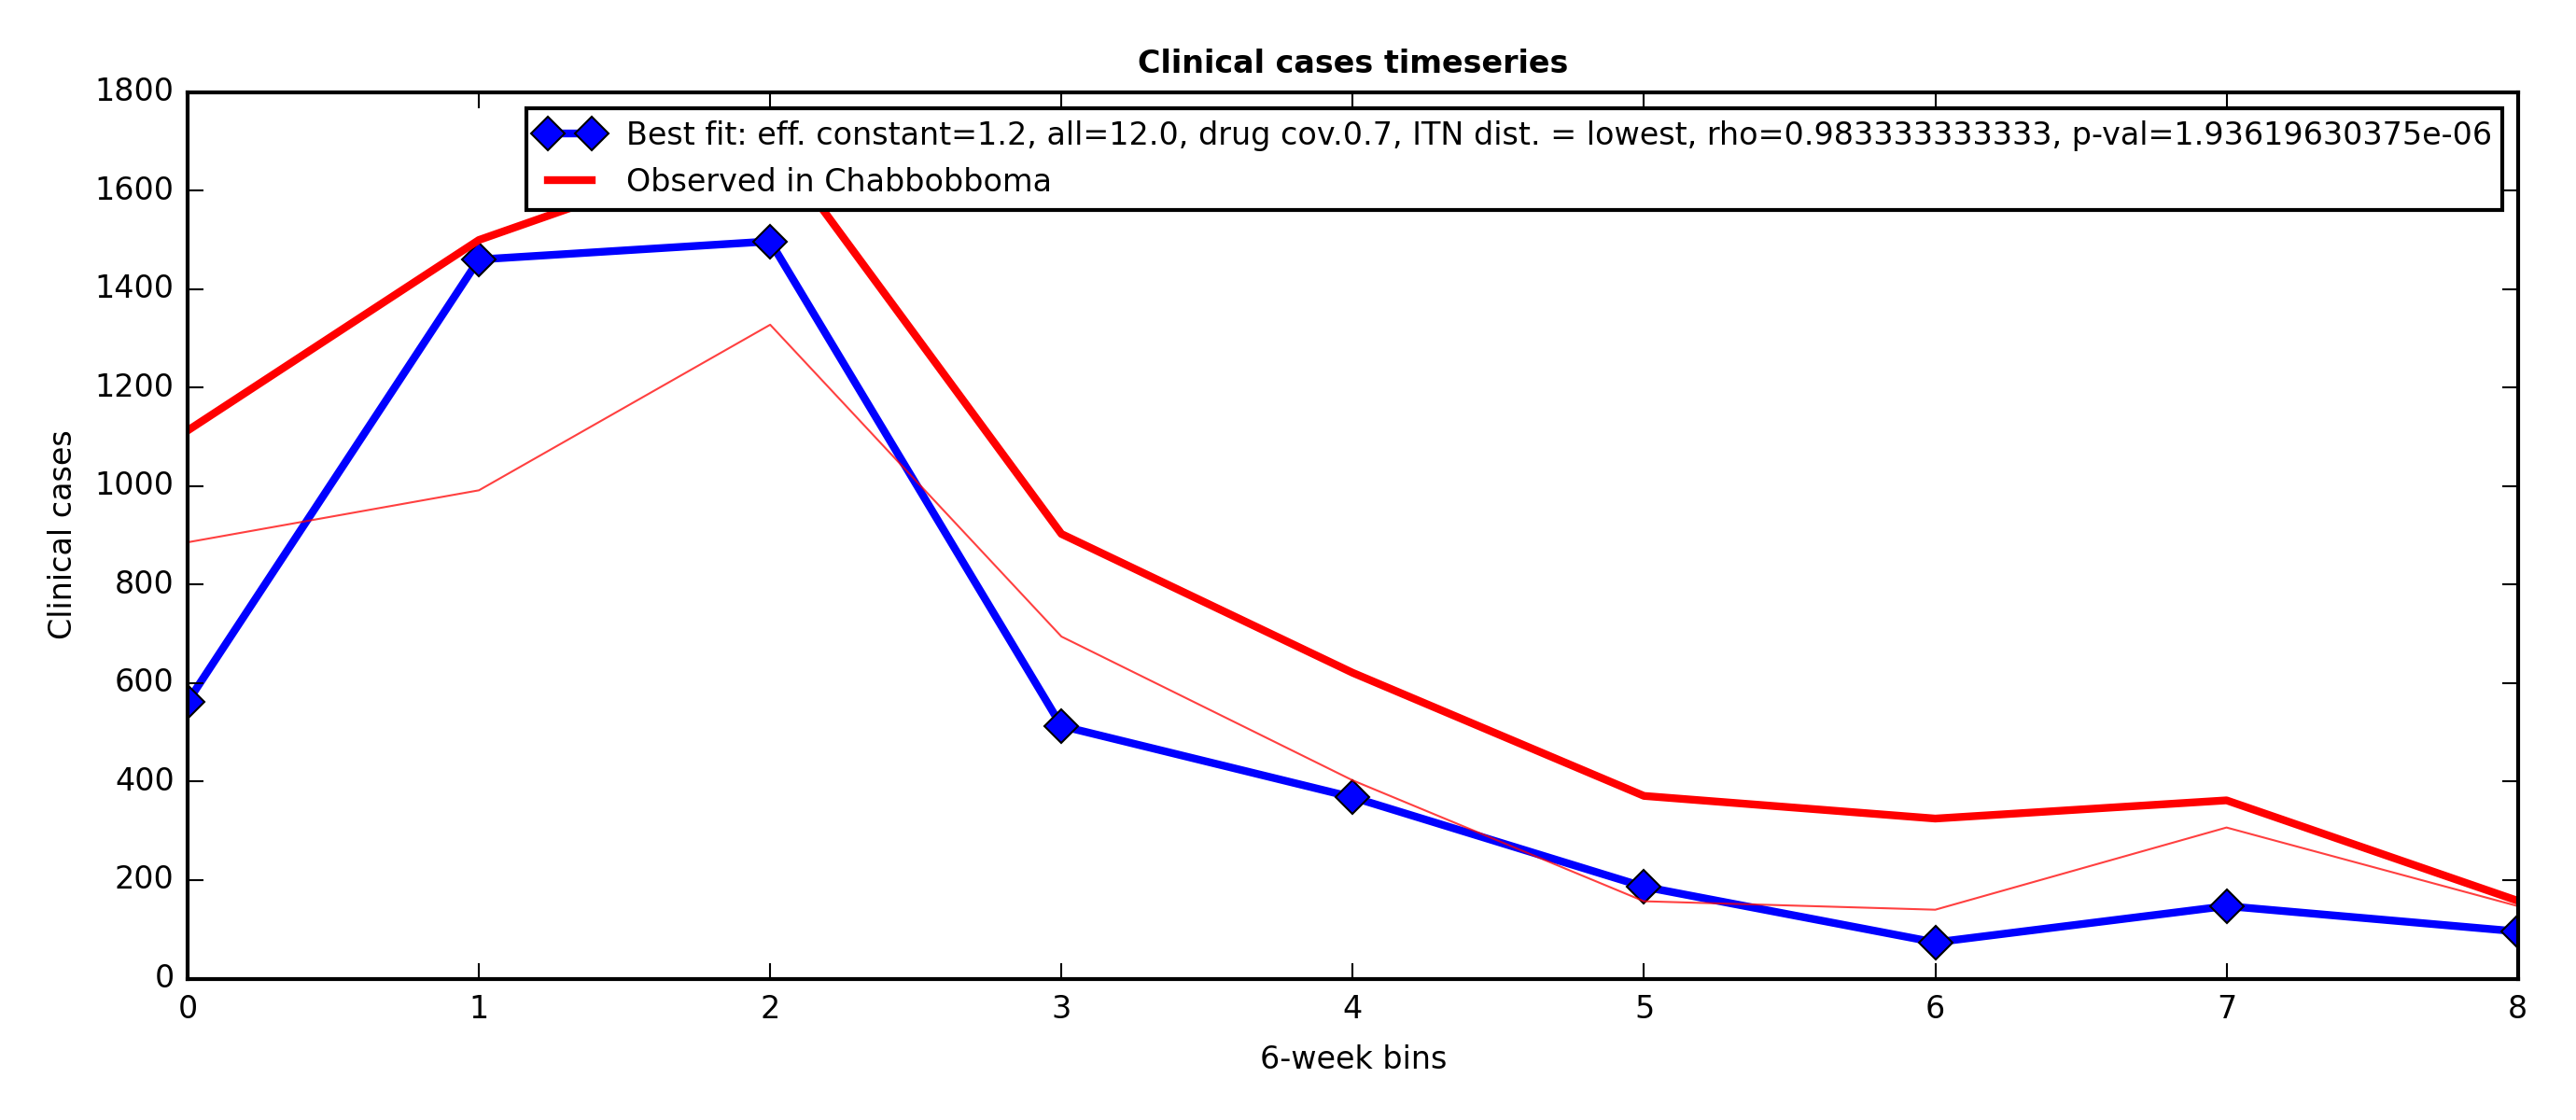 Clinical cases timeseries
1800
1600
1400
1200
1000
800
600
400
200
0
Clinical cases
Best fit: eff. constant=1.2, all=12.0, drug cov.0.7, ITN dist. = lowest, rho=0.983333333333, p-val=1.93619630375e-06
Observed in Chabbobboma
0 1 2 3 4 5 6 7 8
6-week bins